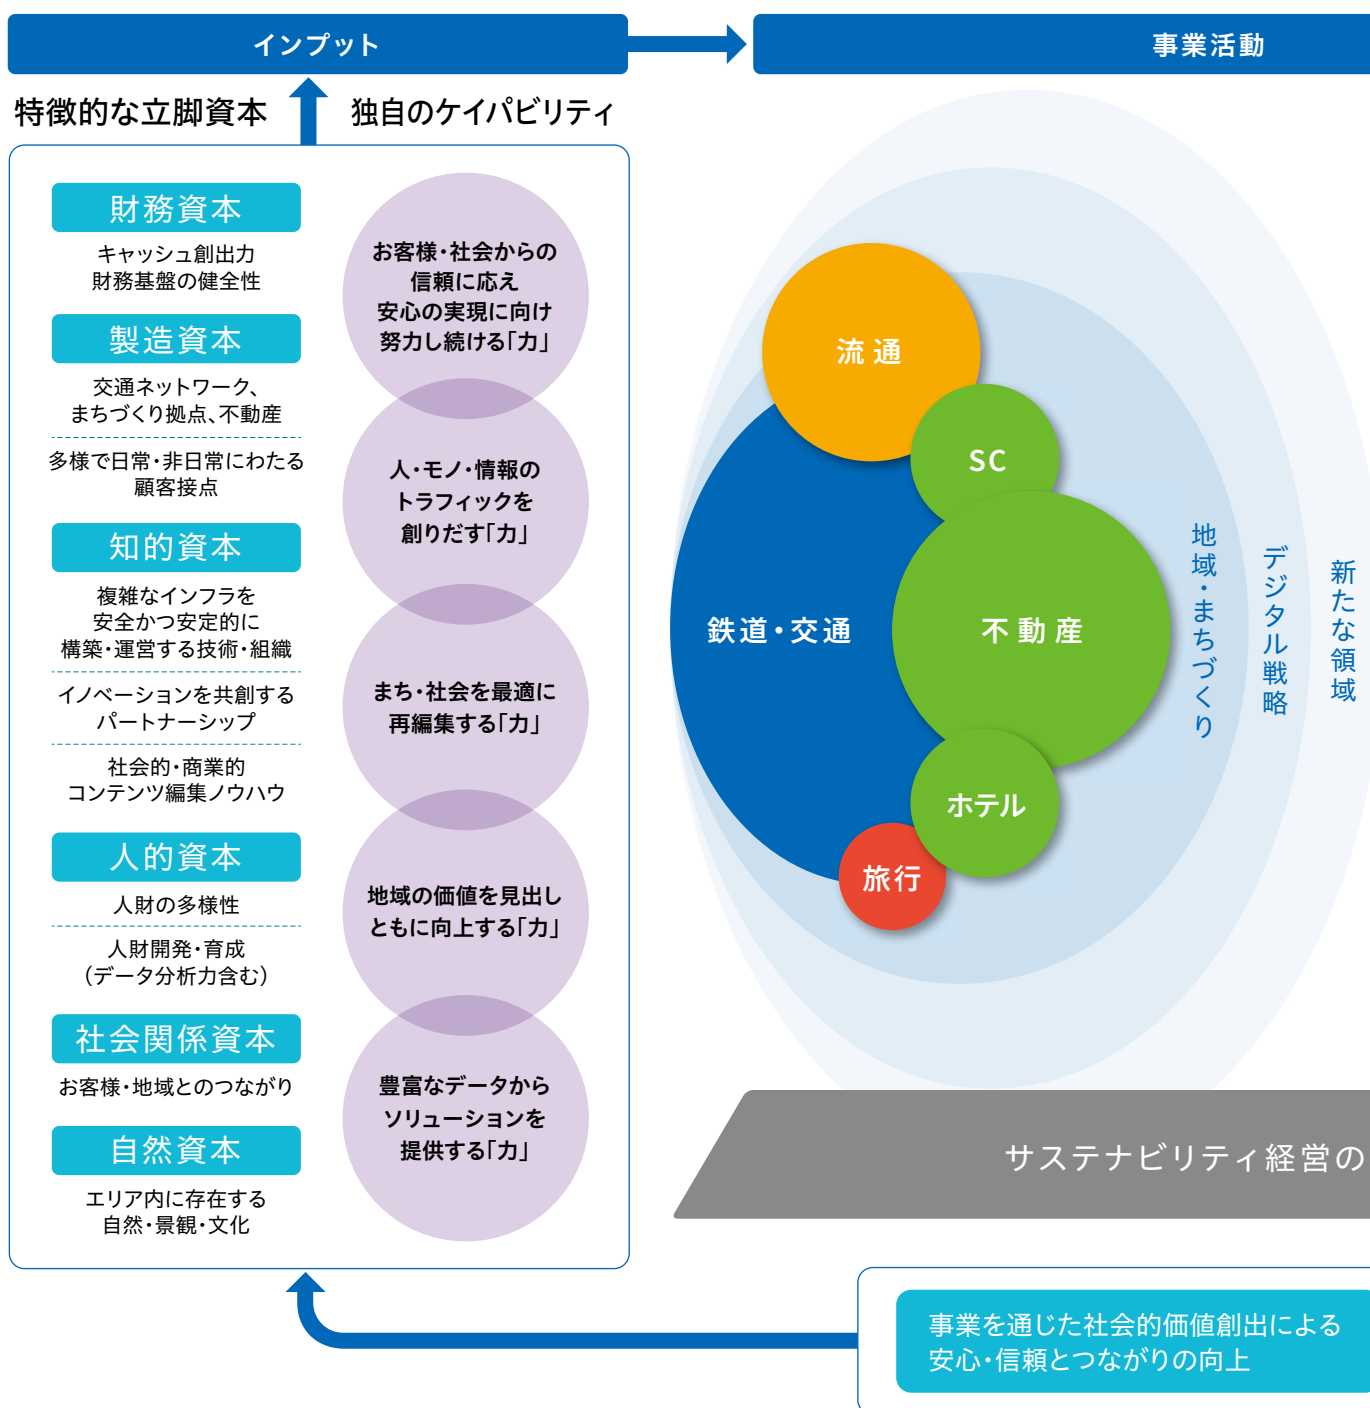 インプット
事業活動
特徴的な立脚資本
独自のケイパビリティ
財務資本
キャッシュ創出力
財務基盤の健全性
製造資本
交通ネットワーク、
まちづくり拠点、不動産
多様で日常・非日常にわたる
顧客接点
知的資本
複雑なインフラを
安全かつ安定的に
構築・運営する技術・組織
イノベーションを共創する
パートナーシップ
社会的・商業的
コンテンツ編集ノウハウ
人的資本
人財の多様性
人財開発・育成
(データ分析力含む)
社会関係資本
お客様・地域とのつながり
自然資本
エリア内に存在する
自然・景観・文化
お客様・社会からの
信頼に応え
安心の実現に向け
努力し続ける「力」
人・モノ・情報の
トラフィックを
創りだす「力」
まち・社会を最適に
再編集する「力」
地域の価値を見出し
ともに向上する「力」
豊富なデータから
ソリューションを
提供する「力」
流通
SC
鉄道・交通
不動産
ホテル
旅行
地域・まちづくり
デジタル戦略
新たな領域
サステナビリティ経営の
事業を通じた社会的価値創出による
安心・信頼とつながりの向上